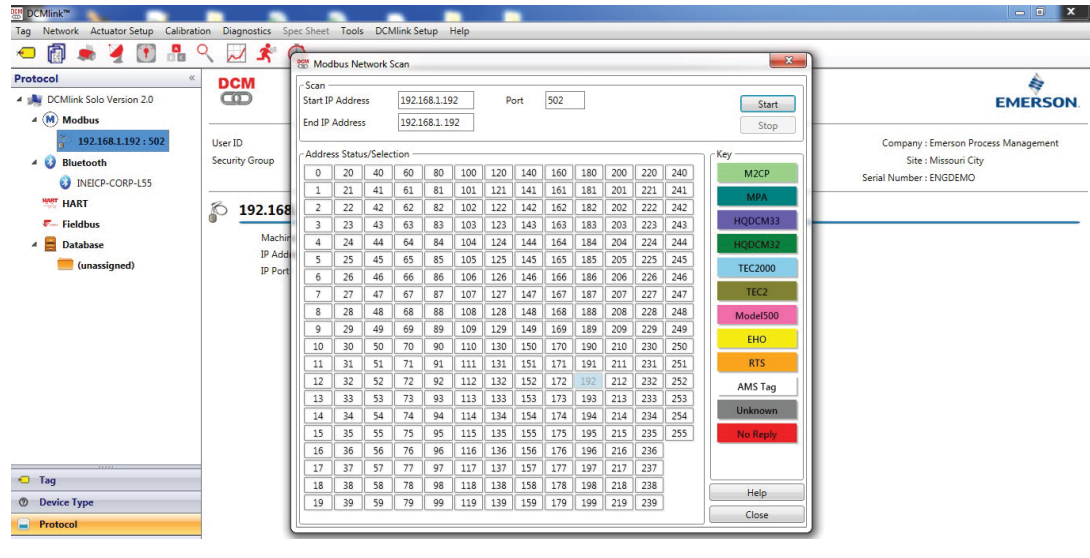 DCMlink™
Tag Network Actuator Setup Calibration Diagnostics Spec Sheet Tools DCMlink Setup Help
Protocol
DCMlink Solo Version 2.0
Modbus
192.168.1.192 : 502
Bluetooth
INEICP-CORP-L55
HART
Fieldbus
Database
(unassigned)
Tag
Device Type
Protocol
DCM
User ID
Security Group
192.168
IP Port
EMERSON.
Company : Emerson Process Management
Site : Missouri City
Serial Number : ENGDEMO
Modbus Network Scan
Scan
Start IP Address 192.168.1.192 Port 502 Start
End IP Address 192.168.1.192 Stop
Address Status/Selection
0 20 40 60 80 100 120 140 160 180 200 220 240
1 21 41 61 81 101 121 141 161 181 201 221 241
2 22 42 62 82 102 122 142 162 182 202 222 242
3 23 43 63 83 103 123 143 163 183 203 223 243
4 24 44 64 84 104 124 144 164 184 204 224 244
5 25 45 65 85 105 125 145 165 185 205 225 245
6 26 46 66 86 106 126 146 166 186 206 226 246
7 27 47 67 87 107 127 147 167 187 207 227 247
8 28 48 68 88 108 128 148 168 188 208 228 248
9 29 49 69 89 109 129 149 169 189 209 229 249
10 30 50 70 90 110 130 150 170 190 210 230 250
11 31 51 71 91 111 131 151 171 191 211 231 251
12 32 52 72 92 112 132 152 172 192 212 232 252
13 33 53 73 93 113 133 153 173 193 213 233 253
14 34 54 74 94 114 134 154 174 194 214 234 254
15 35 55 75 95 115 135 155 175 195 215 235 255
16 36 56 76 96 116 136 156 176 196 216 236
17 37 57 77 97 117 137 157 177 197 217 237
18 38 58 78 98 118 138 158 178 198 218 238
19 39 59 79 99 119 139 159 179 199 219 239
Key
M2CP
MPA
HQDCM33
HQDCM32
TEC2000
TEC2
Model500
EHO
RTS
AMS Tag
Unknown
No Reply
Help
Close